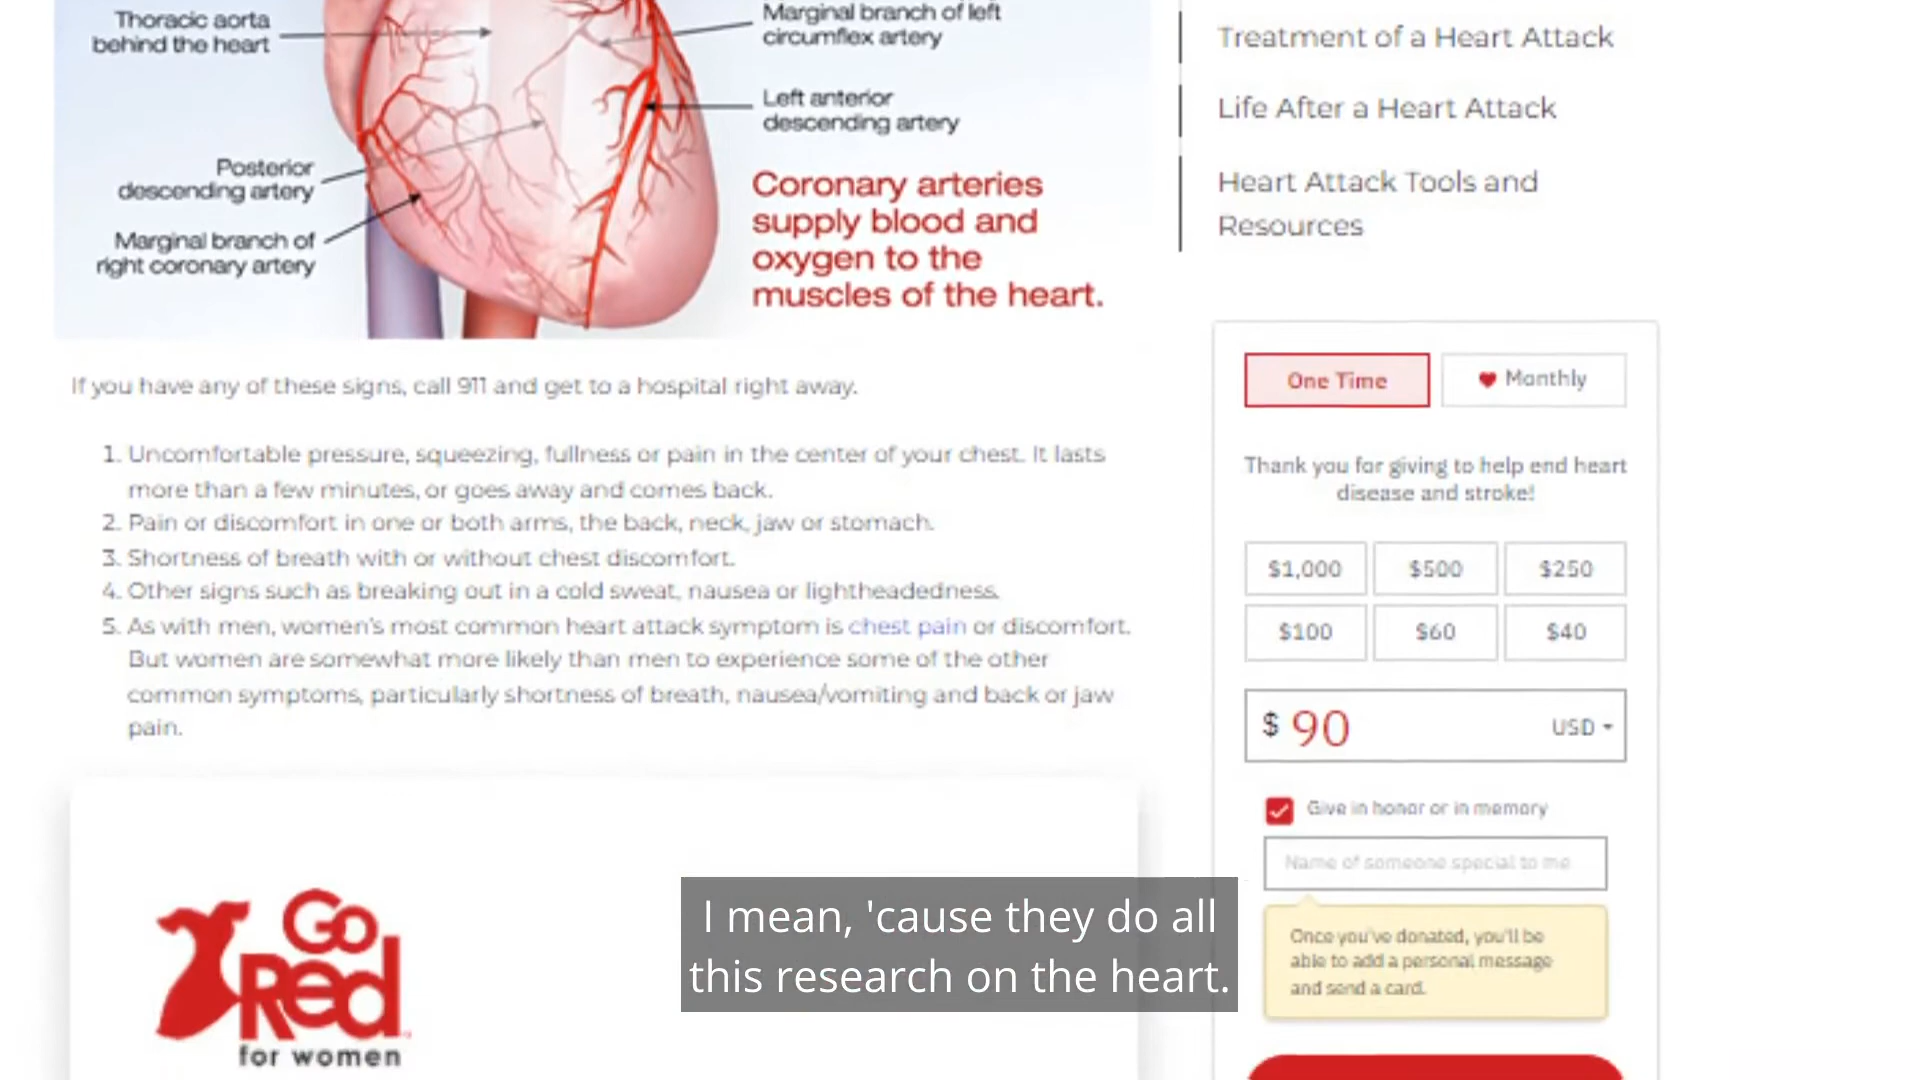 Thoracic aorta
behind the heart
Marginal branch of left
circumflex artery
Left anterior
descending artery
Posterior
descending artery
Marginal branch of
right coronary artery
Coronary arteries
supply blood and
oxygen to the
muscles of the heart.
If you have any of these signs, call 911 and get to a hospital right away.
1. Uncomfortable pressure, squeezing, fullness or pain in the center of your chest. It lasts
more than a few minutes, or goes away and comes back.
2. Pain or discomfort in one or both arms, the back, neck, jaw or stomach.
3. Shortness of breath with or without chest discomfort.
4. Other signs such as breaking out in a cold sweat, nausea or lightheadedness.
5. As with men, women's most common heart attack symptom is chest pain or discomfort.
But women are somewhat more likely than men to experience some of the other
common symptoms, particularly shortness of breath, nausea/vomiting and back or jaw
pain.
Go
Red
for women
Treatment of a Heart Attack
Life After a Heart Attack
Heart Attack Tools and
Resources
One Time
Monthly
Thank you for giving to help end heart
disease and stroke!
$1,000 $500 $250
$100 $60 $40
$ 90 USD
Give in honor or in memory
Name of someone special to me
Once you've donated, you'll be
able to add a personal message
and send a card.
I mean, 'cause they do all
this research on the heart.